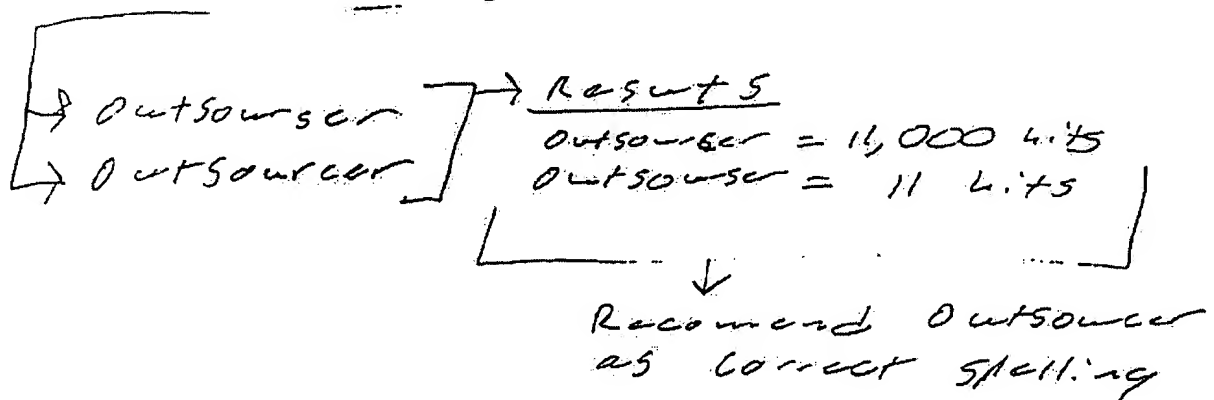 Outsourser
Outsourcer
Results
Outsourcer = 11,000 hits
Outsourser = 11 hits
Recomend Outsourcer
as correct spelling